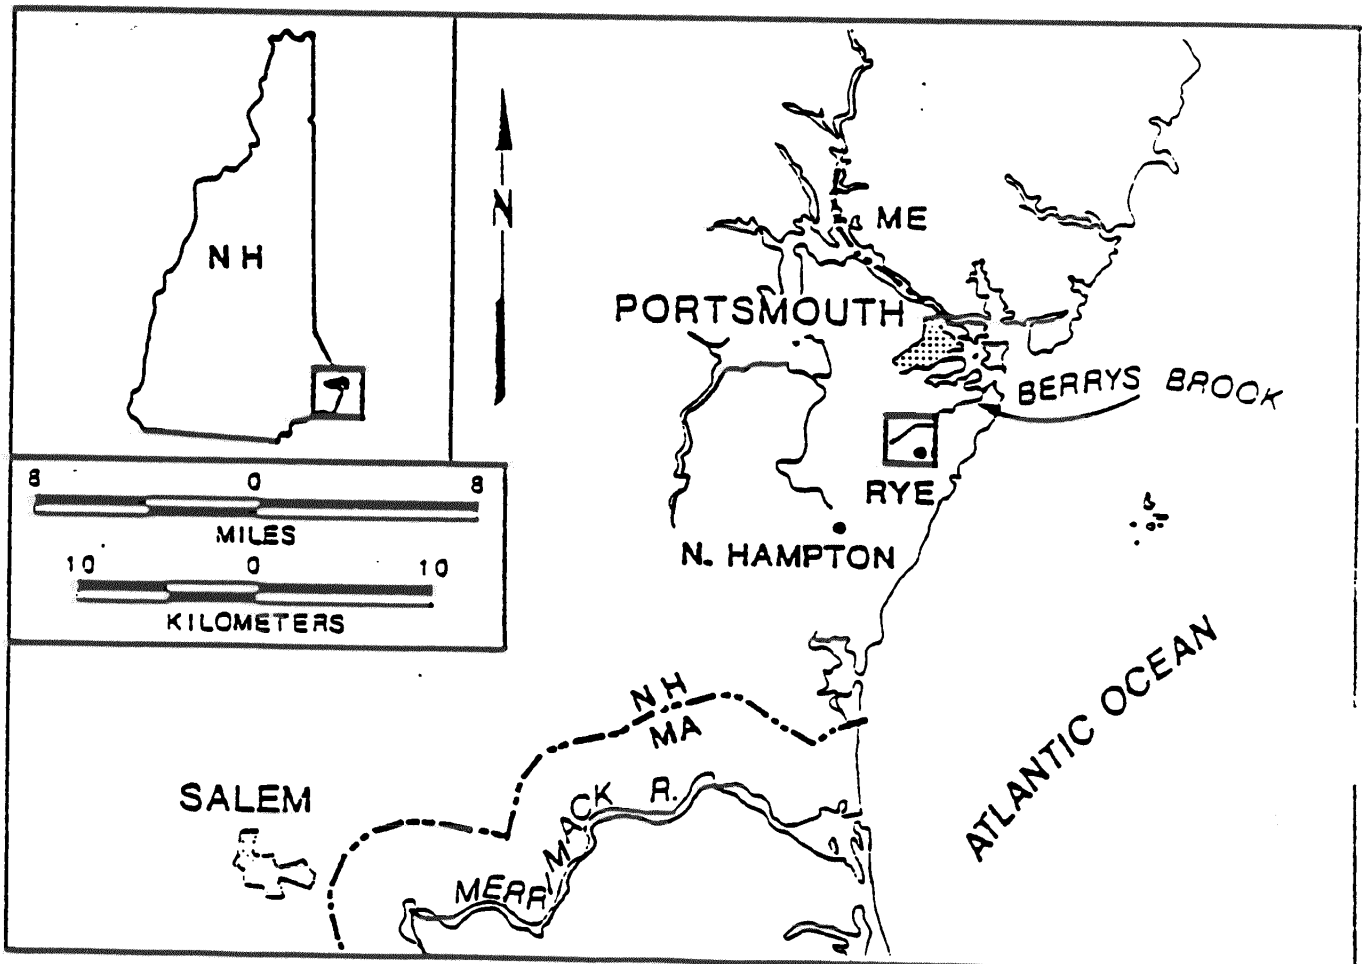 NH
N
ME
PORTSMOUTH
BERRYS BROOK
8 0 8
MILES
10 0 10
KILOMETERS
RYE
N. HAMPTON
ATLANTIC OCEAN
NH
MA
SALEM
MERRIMACK R.